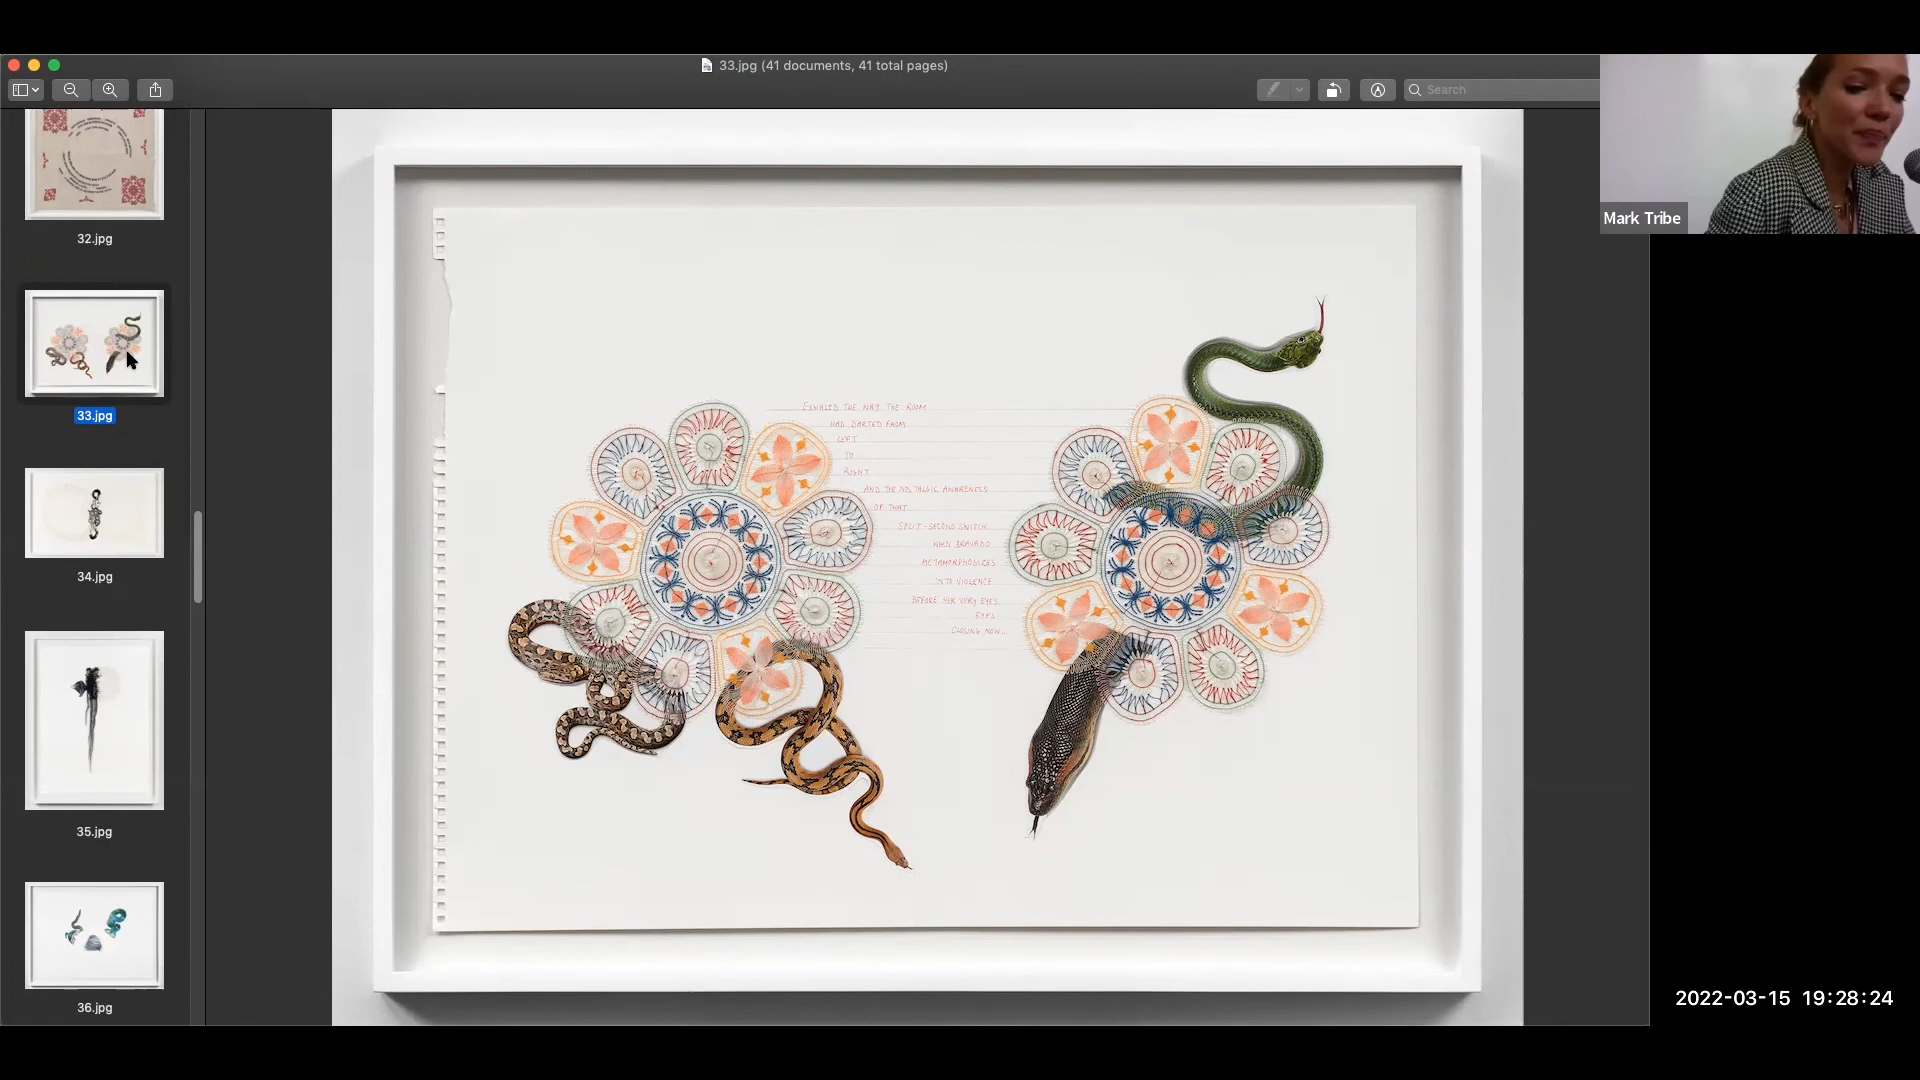 33.jpg (41 documents, 41 total pages)
Search
Mark Tribe
32.jpg
33.jpg
34.jpg
35.jpg
36.jpg
EXHALED THE WAY THE ROOM
HAD DARTED FROM
LEFT
TO
RIGHT
AND THE NOSTALGIC AWARENESS
OF THAT
SPLIT-SECOND SWITCH
WHEN BRAVADO
METAMORPHOSIZES
INTO VIOLENCE
BEFORE HER VERY EYES.
EYES
CLOSING NOW...
2022-03-15 19:28:24